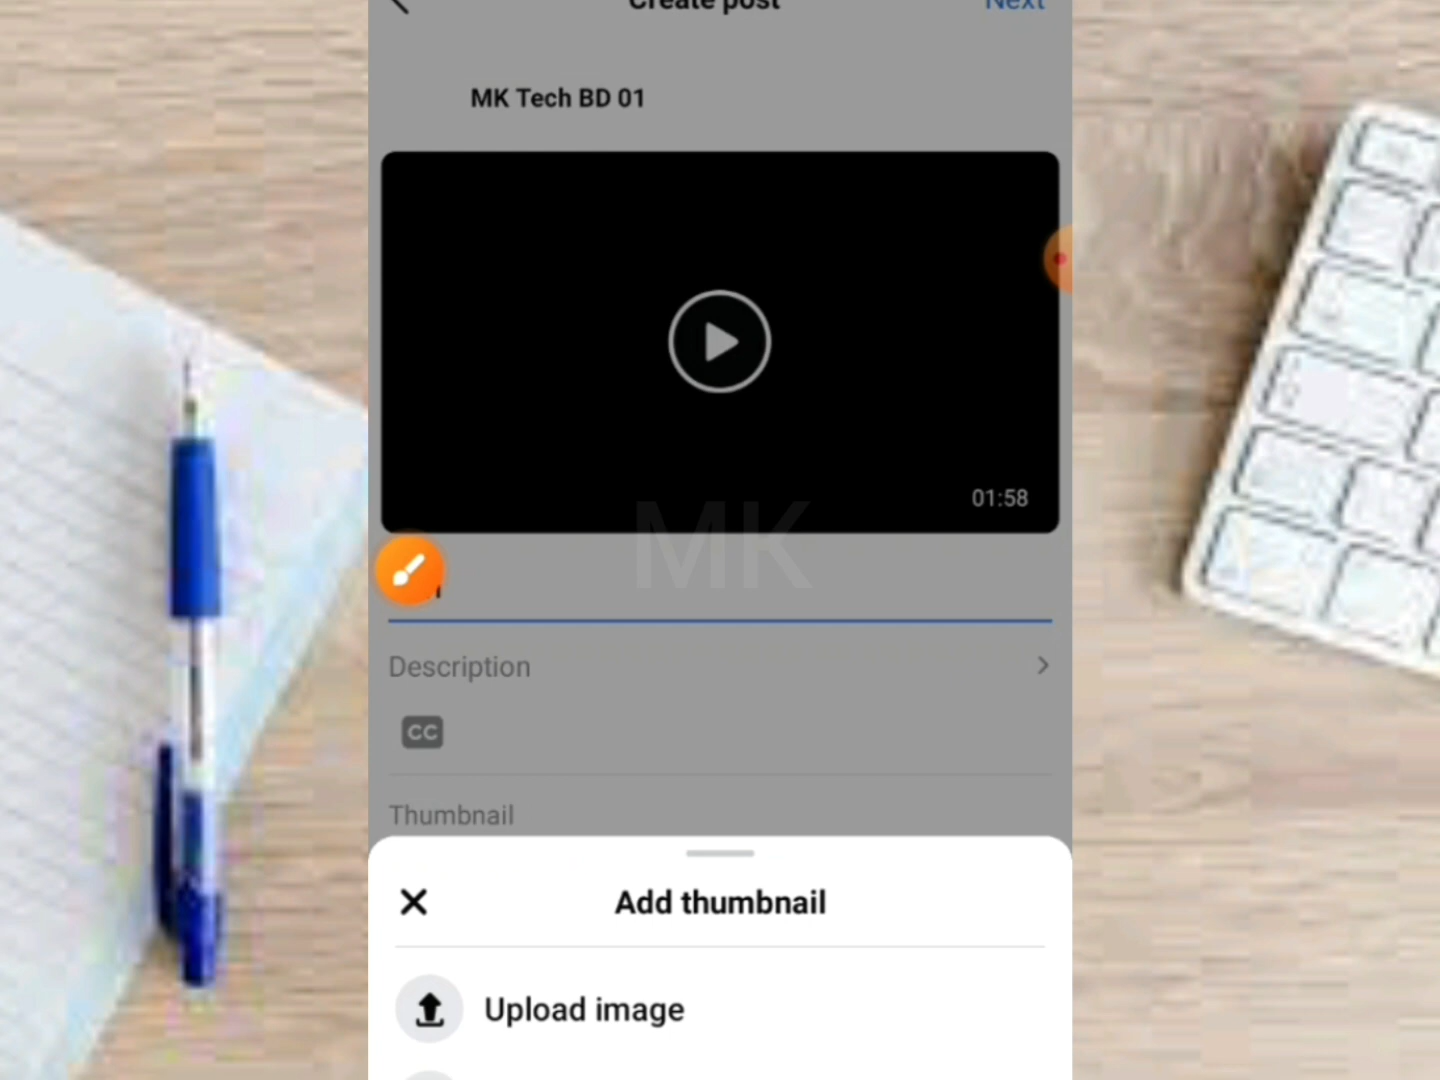 Create post
Next
MK Tech BD 01
01:58
MK
Description
CC
Thumbnail
Add thumbnail
Upload image